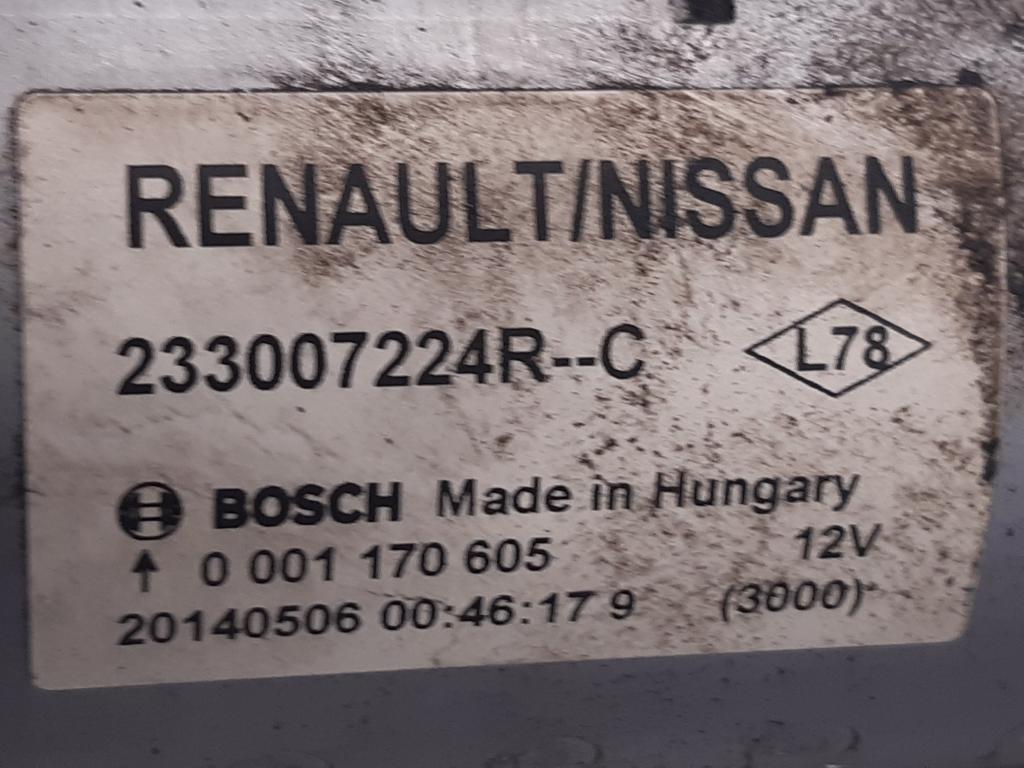 RENAULT/NISSAN
233007224R--C
L78
BOSCH Made in Hungary
↑ 0 001 170 605 12V
20140506 00:46:17 9 (3000)